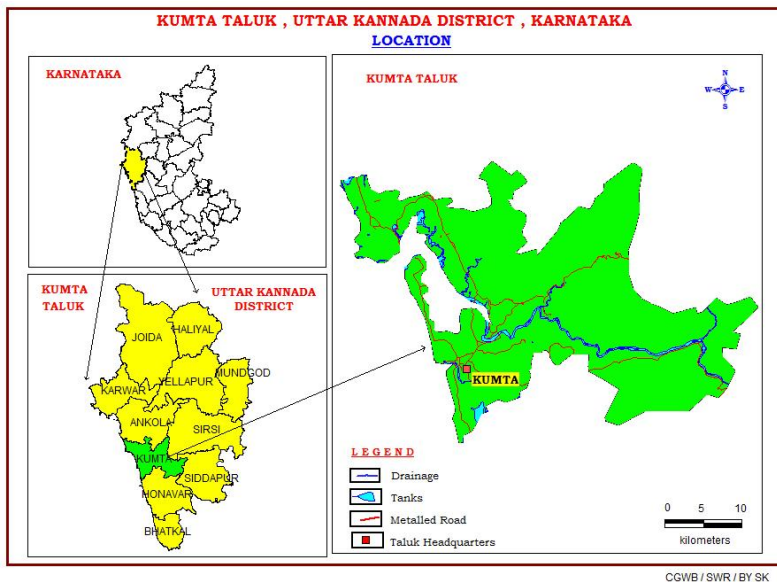 KUMTA TALUK , UTTAR KANNADA DISTRICT , KARNATAKA
LOCATION
KARNATAKA
KUMTA
TALUK
UTTAR KANNADA
DISTRICT
JOIDA
HALIYAL
MUNDGOD
YELLAPUR
KARWAR
ANKOLA
SIRSI
KUMTA
SIDDAPUR
HONAVAR
BHATKAL
KUMTA TALUK
N
W E
S
KUMTA
LEGEND
Drainage
Tanks
Metalled Road
Taluk Headquarters
0 5 10
kilometers
CGWB / SWR / BY SK